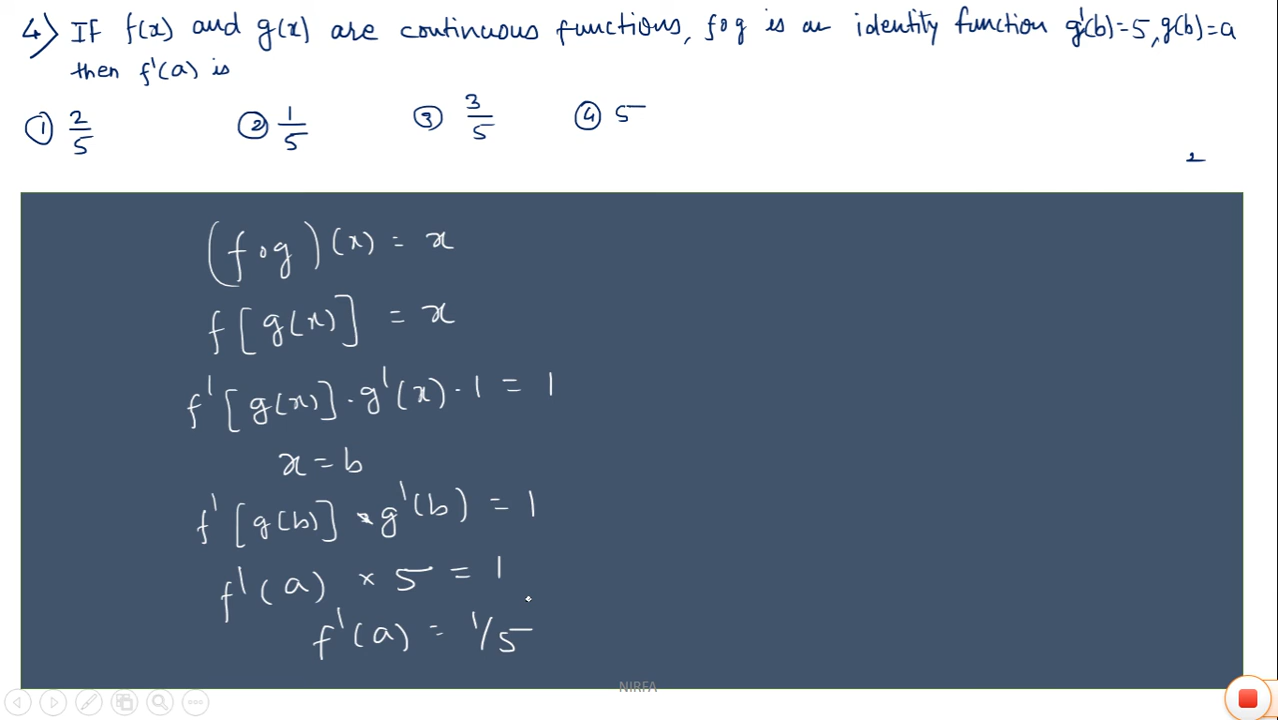 4) If f(x) and g(x) are continuous functions, fog is an identity function g'(b)=5, g(b)=a
then f'(a) is
① 2/5 ② 1/5 ③ 3/5 ④ 5
2
(fog)(x) = x
f[g(x)] = x
f'[g(x)] · g'(x) · 1 = 1
x = b
f'[g(b)] × g'(b) = 1
f'(a) × 5 = 1
f'(a) = 1/5
NIRFA